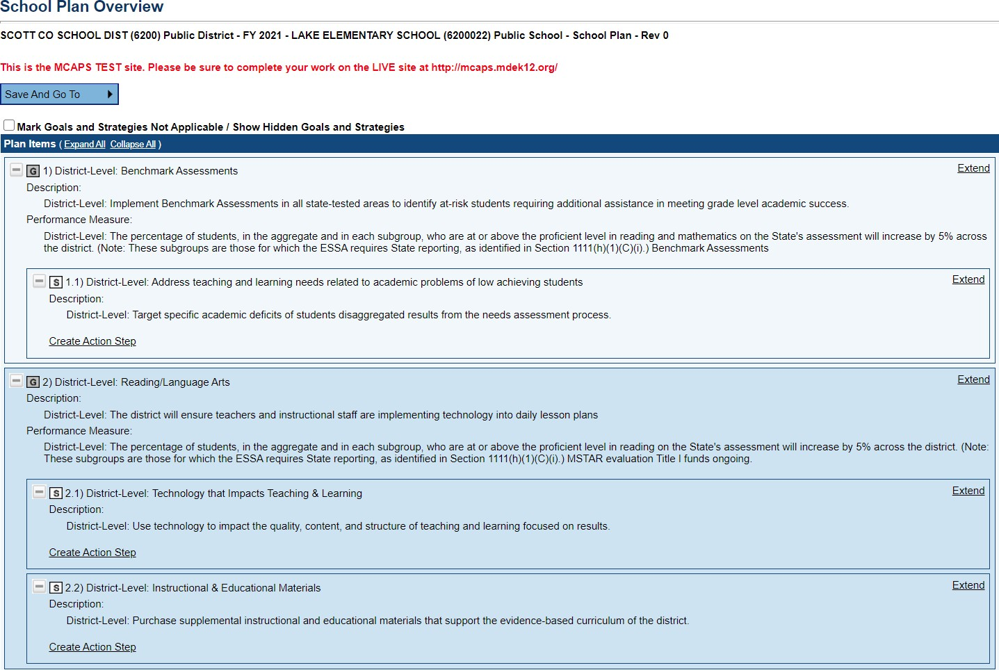 School Plan Overview
SCOTT CO SCHOOL DIST (6200) Public District - FY 2021 - LAKE ELEMENTARY SCHOOL (6200022) Public School - School Plan - Rev 0
This is the MCAPS TEST site. Please be sure to complete your work on the LIVE site at http://mcaps.mdek12.org/
Save And Go To
Mark Goals and Strategies Not Applicable / Show Hidden Goals and Strategies
Plan Items ( Expand All Collapse All )
G 1) District-Level: Benchmark Assessments Extend
Description:
District-Level: Implement Benchmark Assessments in all state-tested areas to identify at-risk students requiring additional assistance in meeting grade level academic success.
Performance Measure:
District-Level: The percentage of students, in the aggregate and in each subgroup, who are at or above the proficient level in reading and mathematics on the State's assessment will increase by 5% across
the district. (Note: These subgroups are those for which the ESSA requires State reporting, as identified in Section 1111(h)(1)(C)(i).) Benchmark Assessments
S 1.1) District-Level: Address teaching and learning needs related to academic problems of low achieving students Extend
Description:
District-Level: Target specific academic deficits of students disaggregated results from the needs assessment process.
Create Action Step
G 2) District-Level: Reading/Language Arts Extend
Description:
District-Level: The district will ensure teachers and instructional staff are implementing technology into daily lesson plans
Performance Measure:
District-Level: The percentage of students, in the aggregate and in each subgroup, who are at or above the proficient level in reading on the State's assessment will increase by 5% across the district. (Note:
These subgroups are those for which the ESSA requires State reporting, as identified in Section 1111(h)(1)(C)(i).) MSTAR evaluation Title I funds ongoing.
S 2.1) District-Level: Technology that Impacts Teaching & Learning Extend
Description:
District-Level: Use technology to impact the quality, content, and structure of teaching and learning focused on results.
Create Action Step
S 2.2) District-Level: Instructional & Educational Materials Extend
Description:
District-Level: Purchase supplemental instructional and educational materials that support the evidence-based curriculum of the district.
Create Action Step